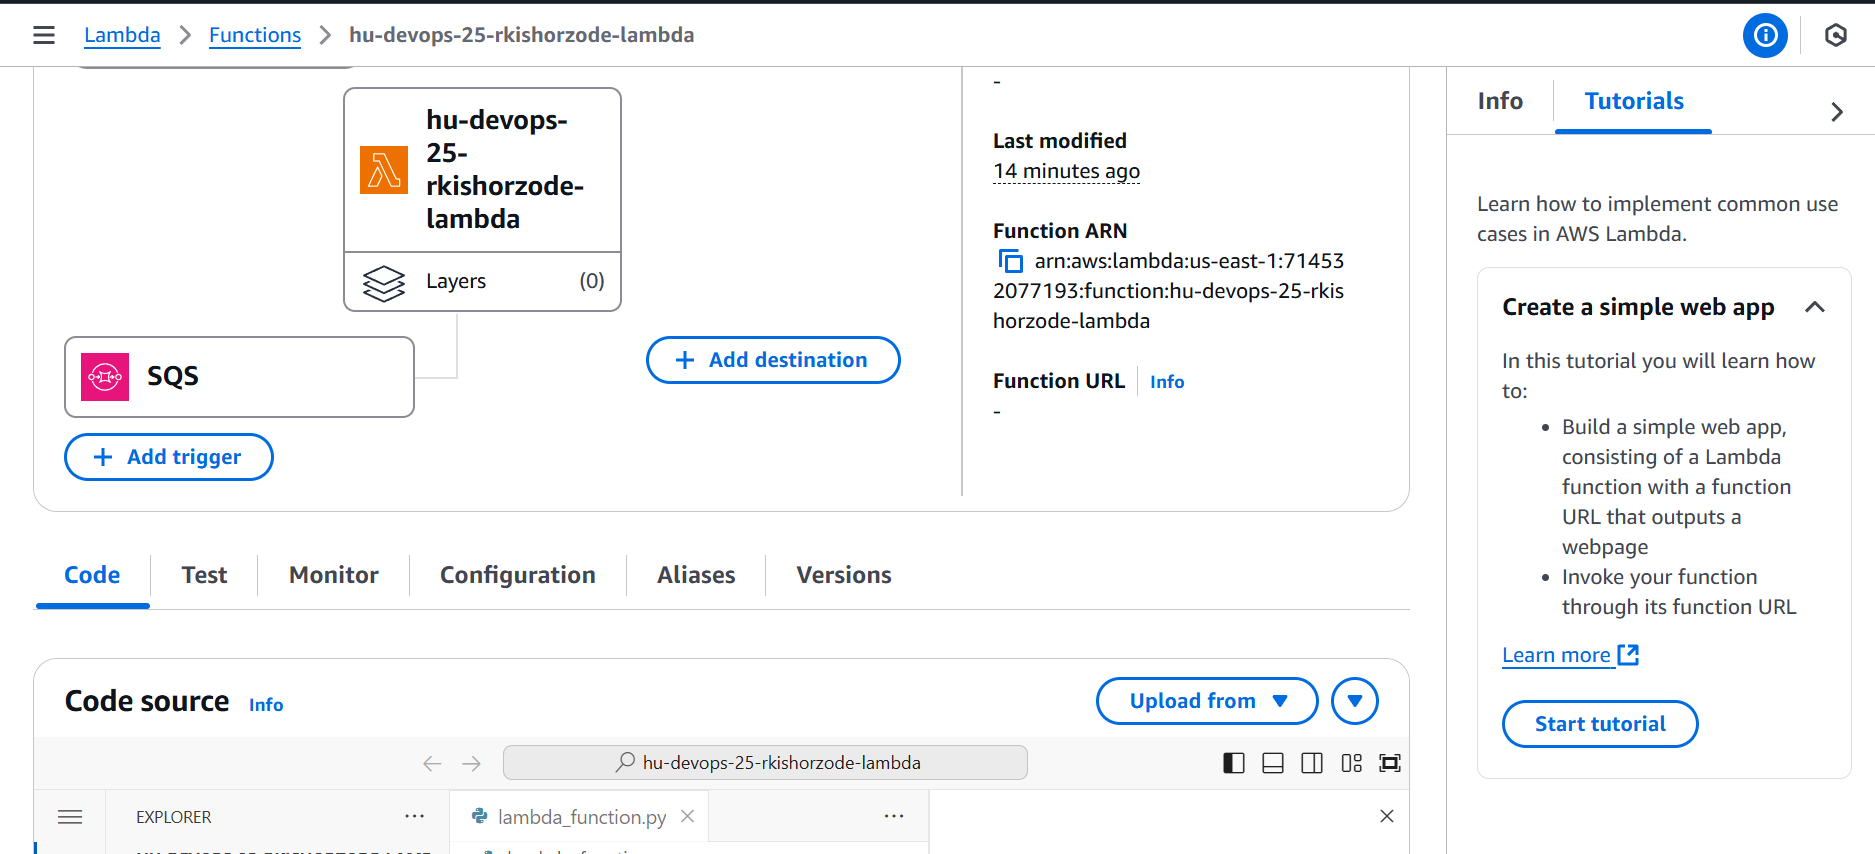 Lambda > Functions > hu-devops-25-rkishorzode-lambda
hu-devops-
25-
rkishorzode-
lambda
Layers (0)
SQS
+ Add destination
+ Add trigger
-
Last modified
14 minutes ago
Function ARN
arn:aws:lambda:us-east-1:71453
2077193:function:hu-devops-25-rkis
horzode-lambda
Function URL Info
-
Info Tutorials
Learn how to implement common use
cases in AWS Lambda.
Create a simple web app
In this tutorial you will learn how
to:
• Build a simple web app,
consisting of a Lambda
function with a function
URL that outputs a
webpage
• Invoke your function
through its function URL
Learn more
Start tutorial
Code Test Monitor Configuration Aliases Versions
Code source Info
Upload from
hu-devops-25-rkishorzode-lambda
EXPLORER ···
lambda_function.py ···